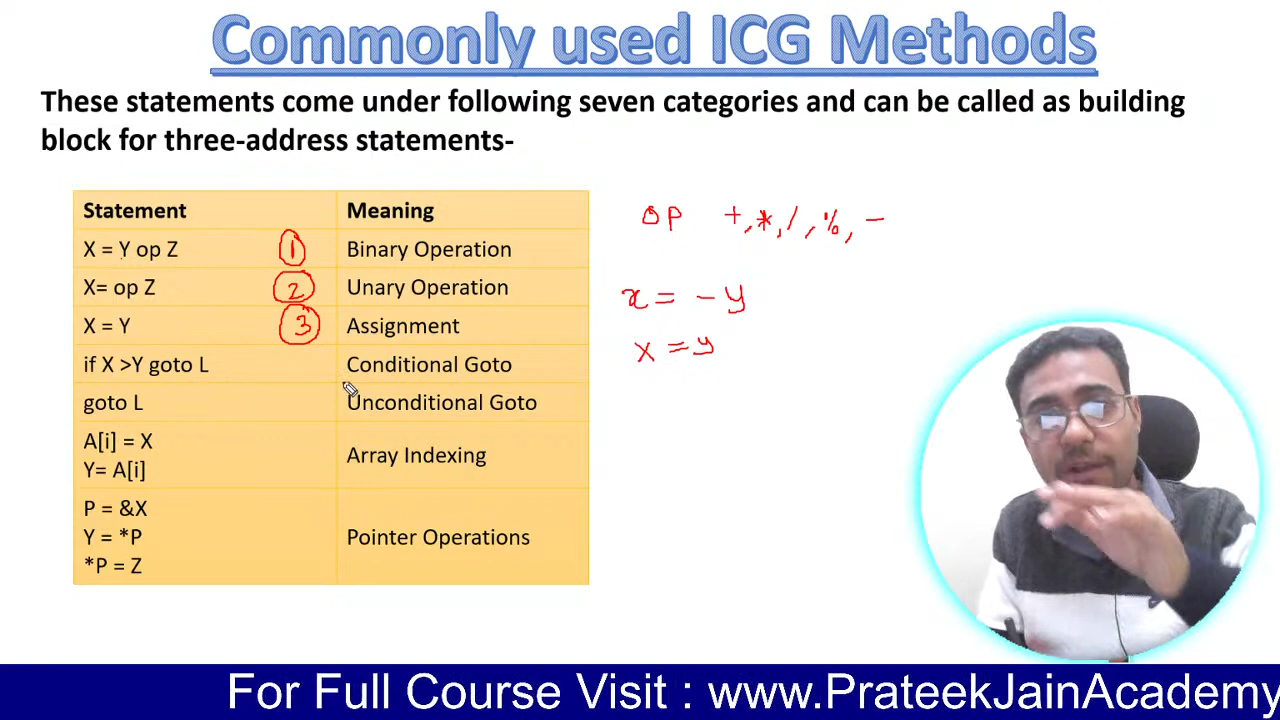 Commonly used ICG Methods
These statements come under following seven categories and can be called as building
block for three-address statements-
Statement Meaning
X = Y op Z ① Binary Operation
X= op Z ② Unary Operation
X = Y ③ Assignment
if X >Y goto L Conditional Goto
goto L Unconditional Goto
A[i] = X
Y= A[i]
Array Indexing
P = &X
Y = *P
*P = Z
Pointer Operations
OP +, *, /, %, -
x = - y
x = y
For Full Course Visit : www.PrateekJainAcademy